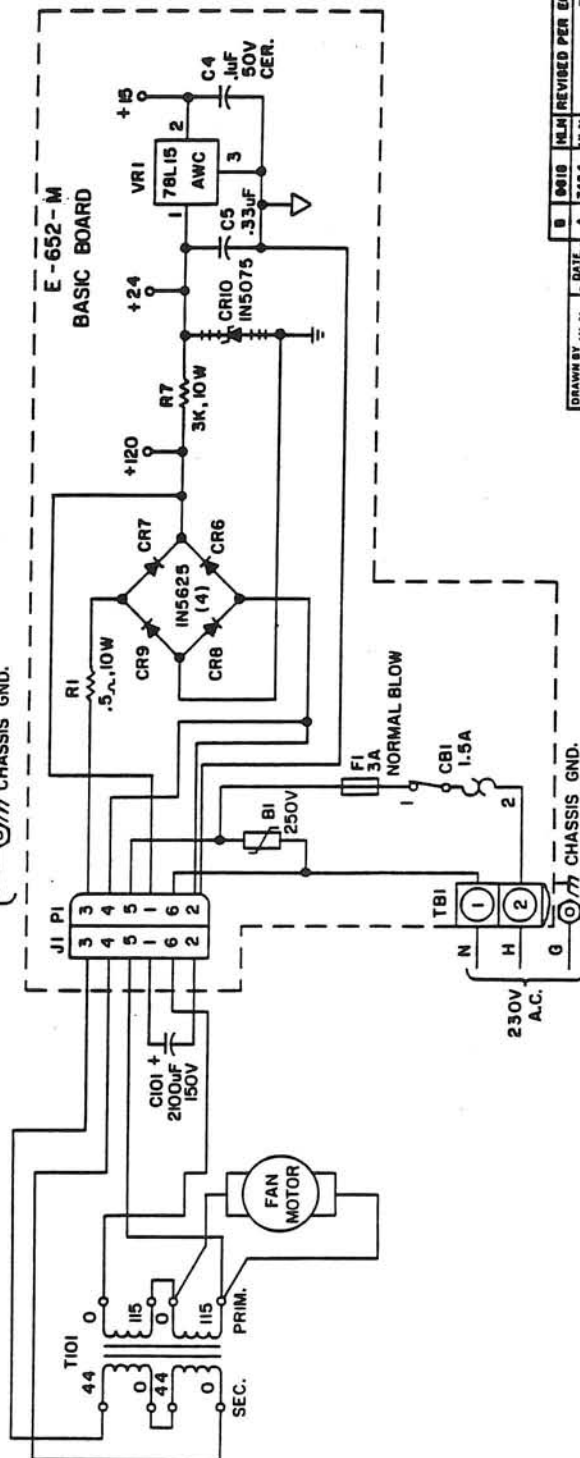 CHASSIS GND.
E-652-M
BASIC BOARD
+15
C4
.1uF
50V
CER.
VR1
78L15
AWC
1
2
3
C5
.33uF
+24
CR10
IN5075
R7
3K, 10W
+120
CR7
CR6
CR9
CR8
IN5625
(4)
R1
.5Ω, 10W
J1 P1
3 3
4 4
5 5
1 1
6 6
2 2
B1
250V
F1
3A
NORMAL BLOW
1
CB1
1.5A
2
TB1
1
2
N
H
G
230V
A.C.
CHASSIS GND.
C101 +
2100uF
150V
FAN
MOTOR
T101
44
0
44
0
SEC.
0
115
0
115
PRIM.
B 9618 MLN REVISED PER
DRAWN BY
DATE
A